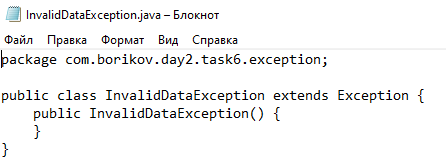 InvalidDataException.java – Блокнот
Файл Правка Формат Вид Справка
package com.borikov.day2.task6.exception;

public class InvalidDataException extends Exception {
    public InvalidDataException() {
    }
}